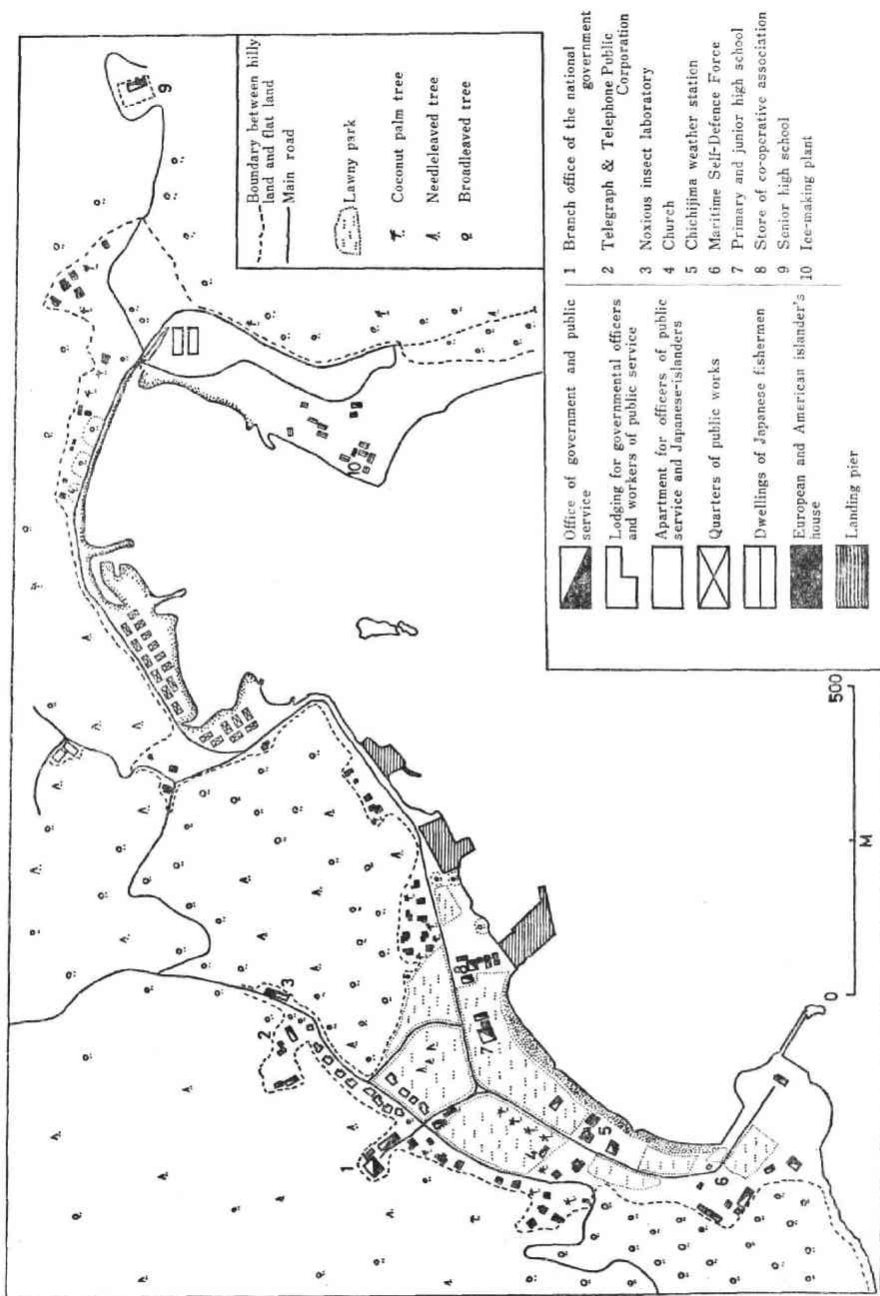 Boundary between hilly
land and flat land
Main road
Lawny park
Coconut palm tree
Needleleaved tree
Broadleaved tree
Office of government and public
service
Lodging for governmental officers
and workers of public service
Apartment for officers of public
service and Japanese-islanders
Quarters of public works
Dwellings of Japanese fishermen
European and American islander's
house
Landing pier
1 Branch office of the national
government
2 Telegraph & Telephone Public
Corporation
3 Noxious insect laboratory
4 Church
5 Chichijima weather station
6 Maritime Self-Defence Force
7 Primary and junior high school
8 Store of co-operative association
9 Senior high school
10 Ice-making plant
9
10
3
2
1
8
7
4
5
6
0
M
500